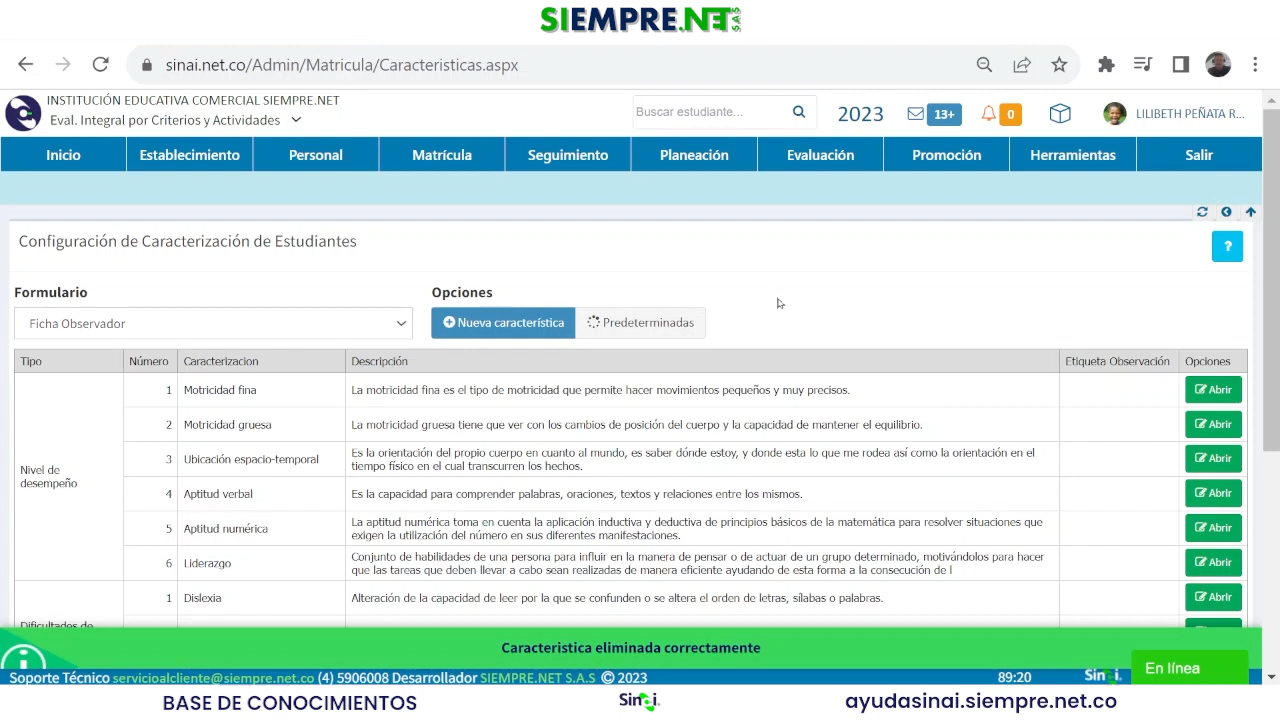 SIEMPRE.NET S.A.S
sinai.net.co/Admin/Matricula/Caracteristicas.aspx
INSTITUCIÓN EDUCATIVA COMERCIAL SIEMPRE.NET
Eval. Integral por Criterios y Actividades
Buscar estudiante...
2023
13+
0
LILIBETH PEÑATA R...
Inicio
Establecimiento
Personal
Matrícula
Seguimiento
Planeación
Evaluación
Promoción
Herramientas
Salir
Configuración de Caracterización de Estudiantes
?
Formulario
Opciones
Ficha Observador
Nueva característica
Predeterminadas
Tipo
Número
Caracterizacion
Descripción
Etiqueta Observación
Opciones
Nivel de
desempeño
1 Motricidad fina
La motricidad fina es el tipo de motricidad que permite hacer movimientos pequeños y muy precisos.
Abrir
2 Motricidad gruesa
La motricidad gruesa tiene que ver con los cambios de posición del cuerpo y la capacidad de mantener el equilibrio.
Abrir
3 Ubicación espacio-temporal
Es la orientación del propio cuerpo en cuanto al mundo, es saber dónde estoy, y donde esta lo que me rodea así como la orientación en el
tiempo físico en el cual transcurren los hechos.
Abrir
4 Aptitud verbal
Es la capacidad para comprender palabras, oraciones, textos y relaciones entre los mismos.
Abrir
5 Aptitud numérica
La aptitud numérica toma en cuenta la aplicación inductiva y deductiva de principios básicos de la matemática para resolver situaciones que
exigen la utilización del número en sus diferentes manifestaciones.
Abrir
6 Liderazgo
Conjunto de habilidades de una persona para influir en la manera de pensar o de actuar de un grupo determinado, motivándolos para hacer
que las tareas que deben llevar a cabo sean realizadas de manera eficiente ayudando de esta forma a la consecución de l
Abrir
1 Dislexia
Alteración de la capacidad de leer por la que se confunden o se altera el orden de letras, sílabas o palabras.
Abrir
Dificultades de
Caracteristica eliminada correctamente
Soporte Técnico servicioalcliente@siempre.net.co (4) 5906008 Desarrollador SIEMPRE.NET S.A.S © 2023
89:20
Sinai.
En línea
BASE DE CONOCIMIENTOS
Sinai.
ayudasinai.siempre.net.co